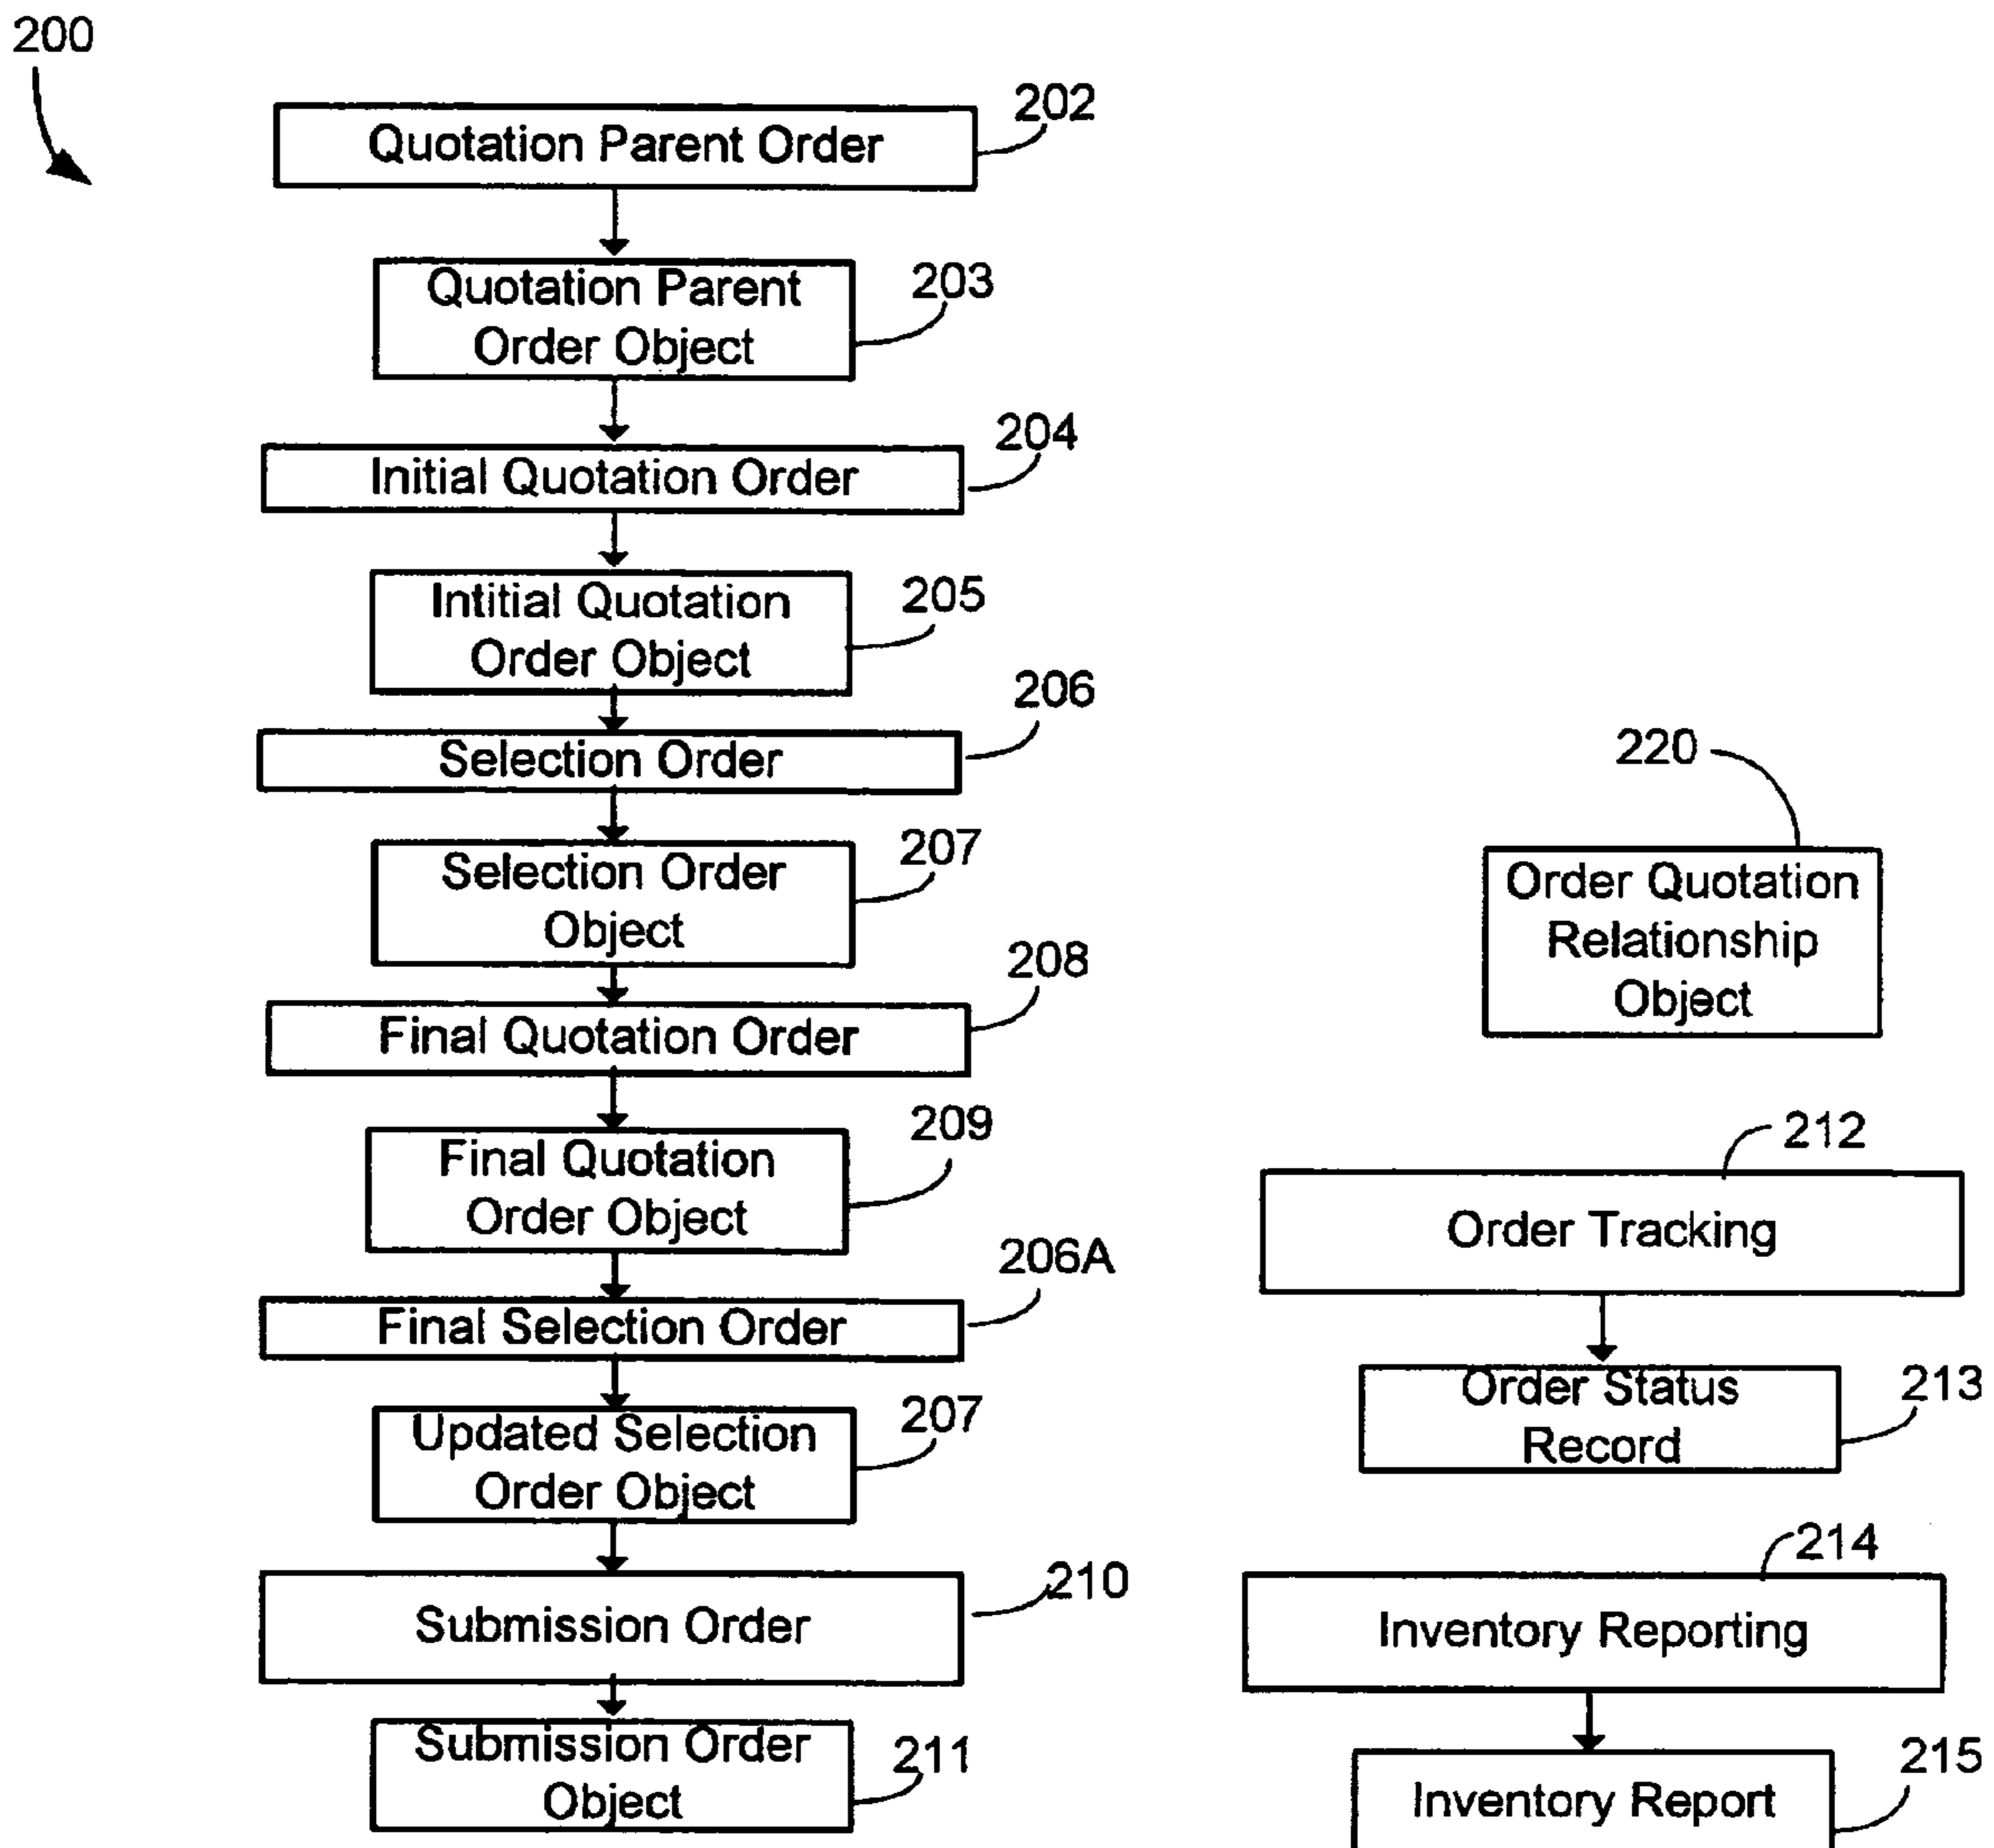 200
202
Quotation Parent Order
Quotation Parent
Order Object
203
204
Initial Quotation Order
Intitial Quotation
Order Object
205
206
Selection Order
Selection Order
Object
207
208
Final Quotation Order
Final Quotation
Order Object
209
206A
Final Selection Order
Updated Selection
Order Object
207
210
Submission Order
Submission Order
Object
211
220
Order Quotation
Relationship
Object
212
Order Tracking
Order Status
Record
213
214
Inventory Reporting
Inventory Report
215